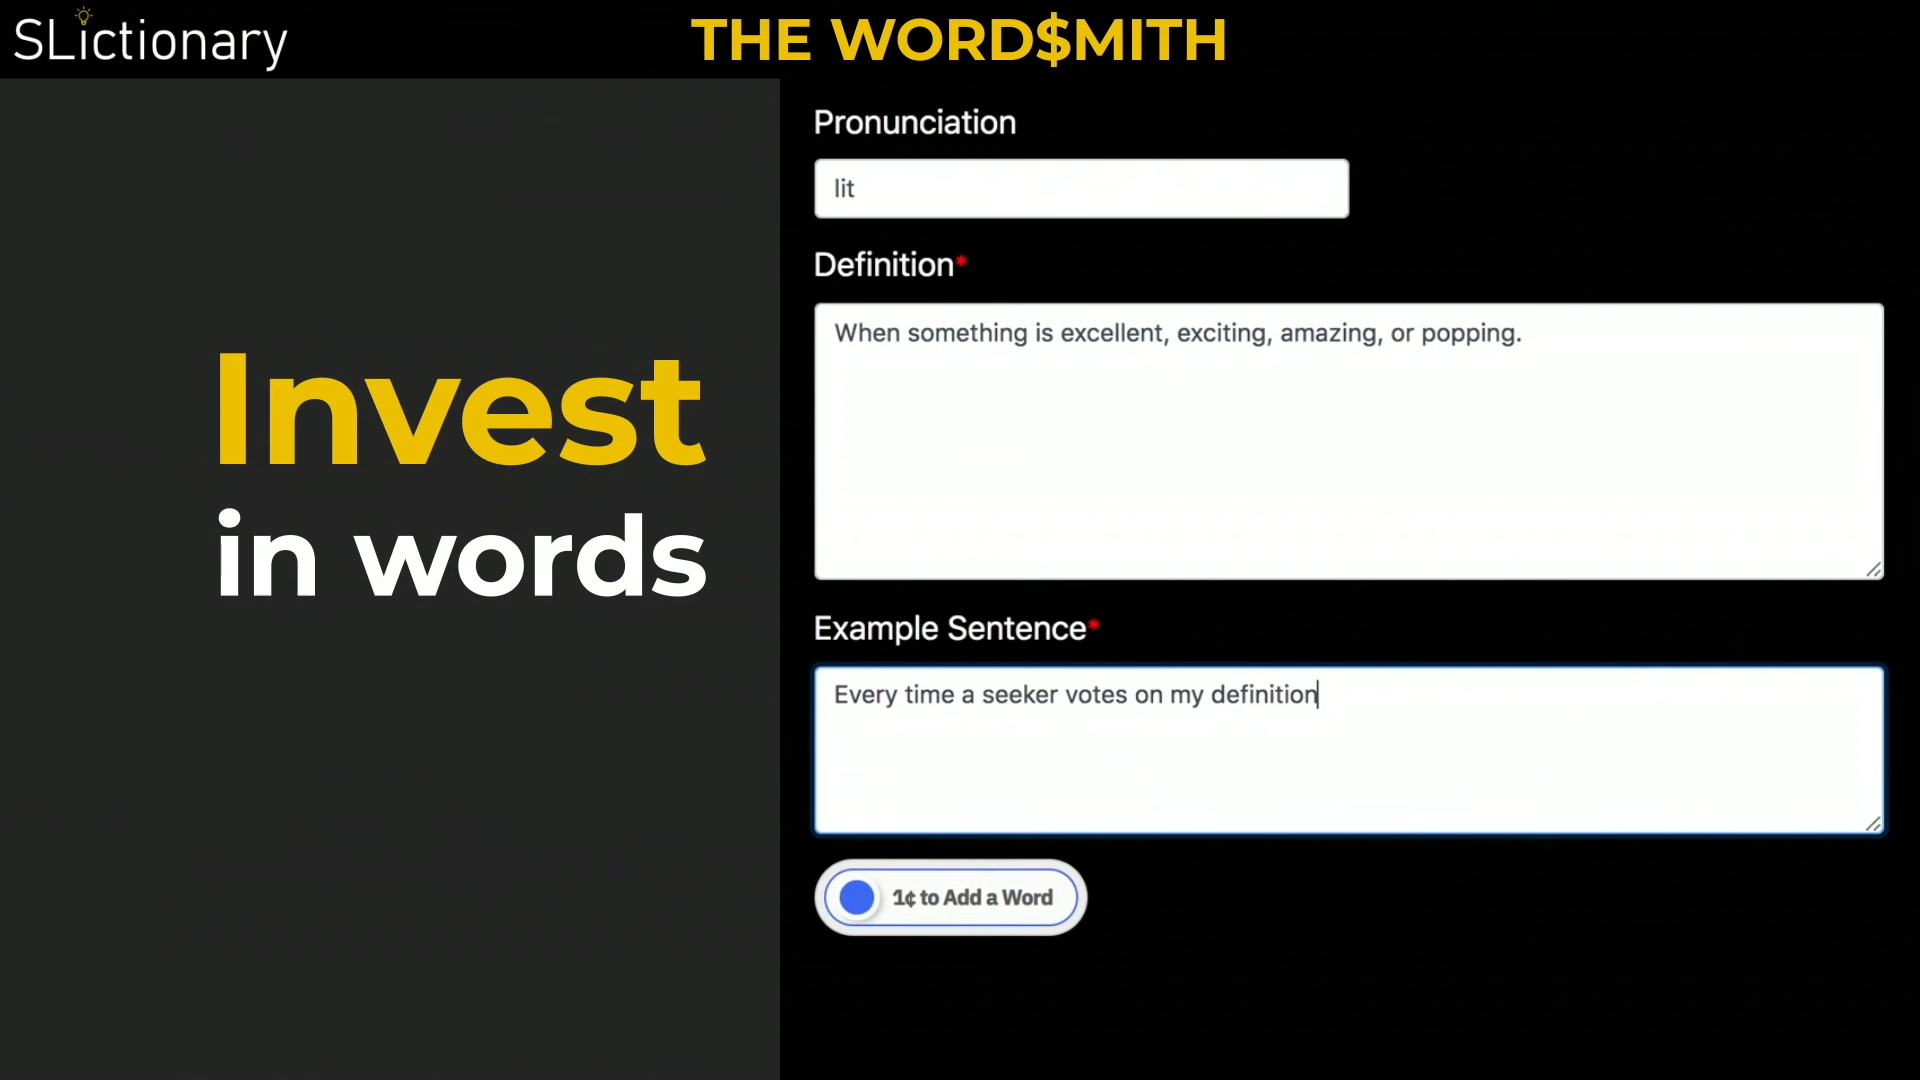 SLictionary
THE WORD$MITH
Invest
in words
Pronunciation
lit
Definition*
When something is excellent, exciting, amazing, or popping.
Example Sentence*
Every time a seeker votes on my definition
1¢ to Add a Word